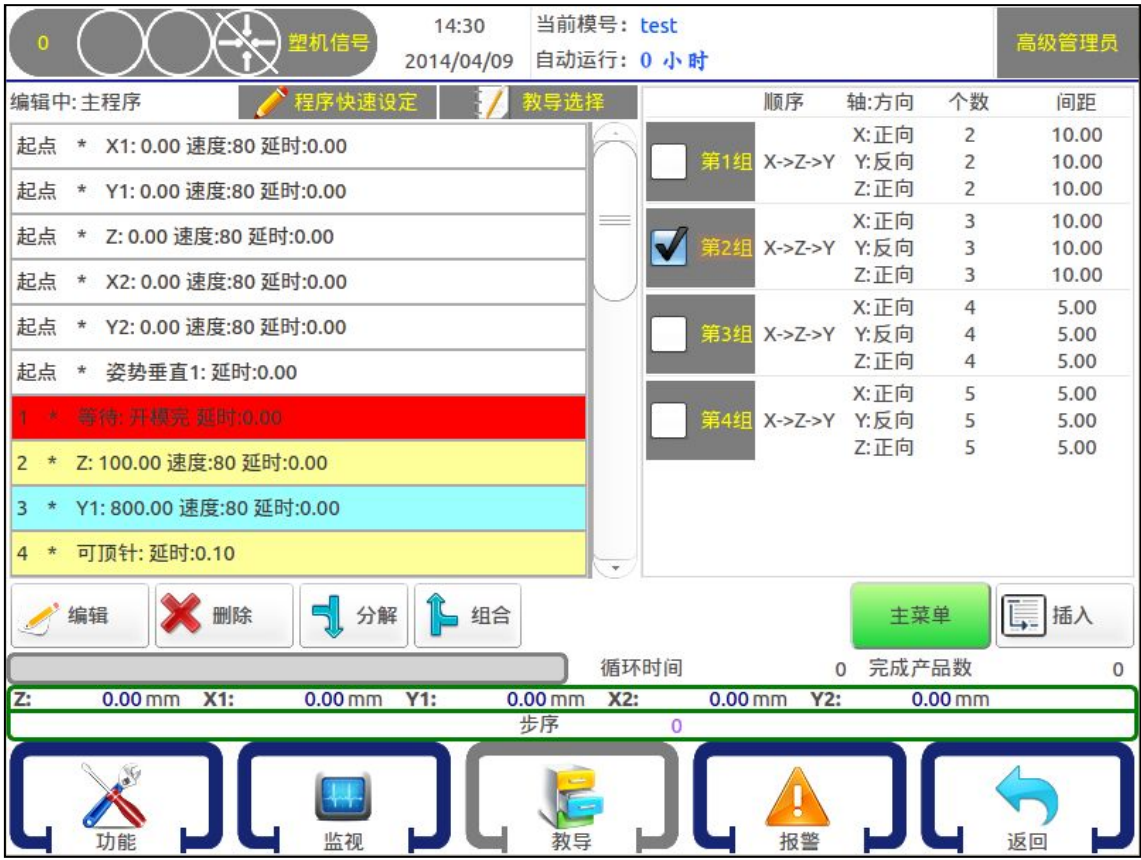 0 塑机信号 14:30 当前模号: test 高级管理员
2014/04/09 自动运行: 0 小时
编辑中: 主程序 程序快速设定 教导选择
起点 * X1: 0.00 速度:80 延时:0.00
起点 * Y1: 0.00 速度:80 延时:0.00
起点 * Z: 0.00 速度:80 延时:0.00
起点 * X2: 0.00 速度:80 延时:0.00
起点 * Y2: 0.00 速度:80 延时:0.00
起点 * 姿势垂直1: 延时:0.00
1 * 等待: 开模完 延时:0.00
2 * Z: 100.00 速度:80 延时:0.00
3 * Y1: 800.00 速度:80 延时:0.00
4 * 可顶针: 延时:0.10
顺序 轴:方向 个数 间距
X:正向 2 10.00
第1组 X->Z->Y Y:反向 2 10.00
Z:正向 2 10.00
X:正向 3 10.00
第2组 X->Z->Y Y:反向 3 10.00
Z:正向 3 10.00
X:正向 4 5.00
第3组 X->Z->Y Y:反向 4 5.00
Z:正向 4 5.00
X:正向 5 5.00
第4组 X->Z->Y Y:反向 5 5.00
Z:正向 5 5.00
编辑 删除 分解 组合 主菜单 插入
循环时间 0 完成产品数 0
Z: 0.00 mm X1: 0.00 mm Y1: 0.00 mm X2: 0.00 mm Y2: 0.00 mm
步序 0
功能 监视 教导 报警 返回